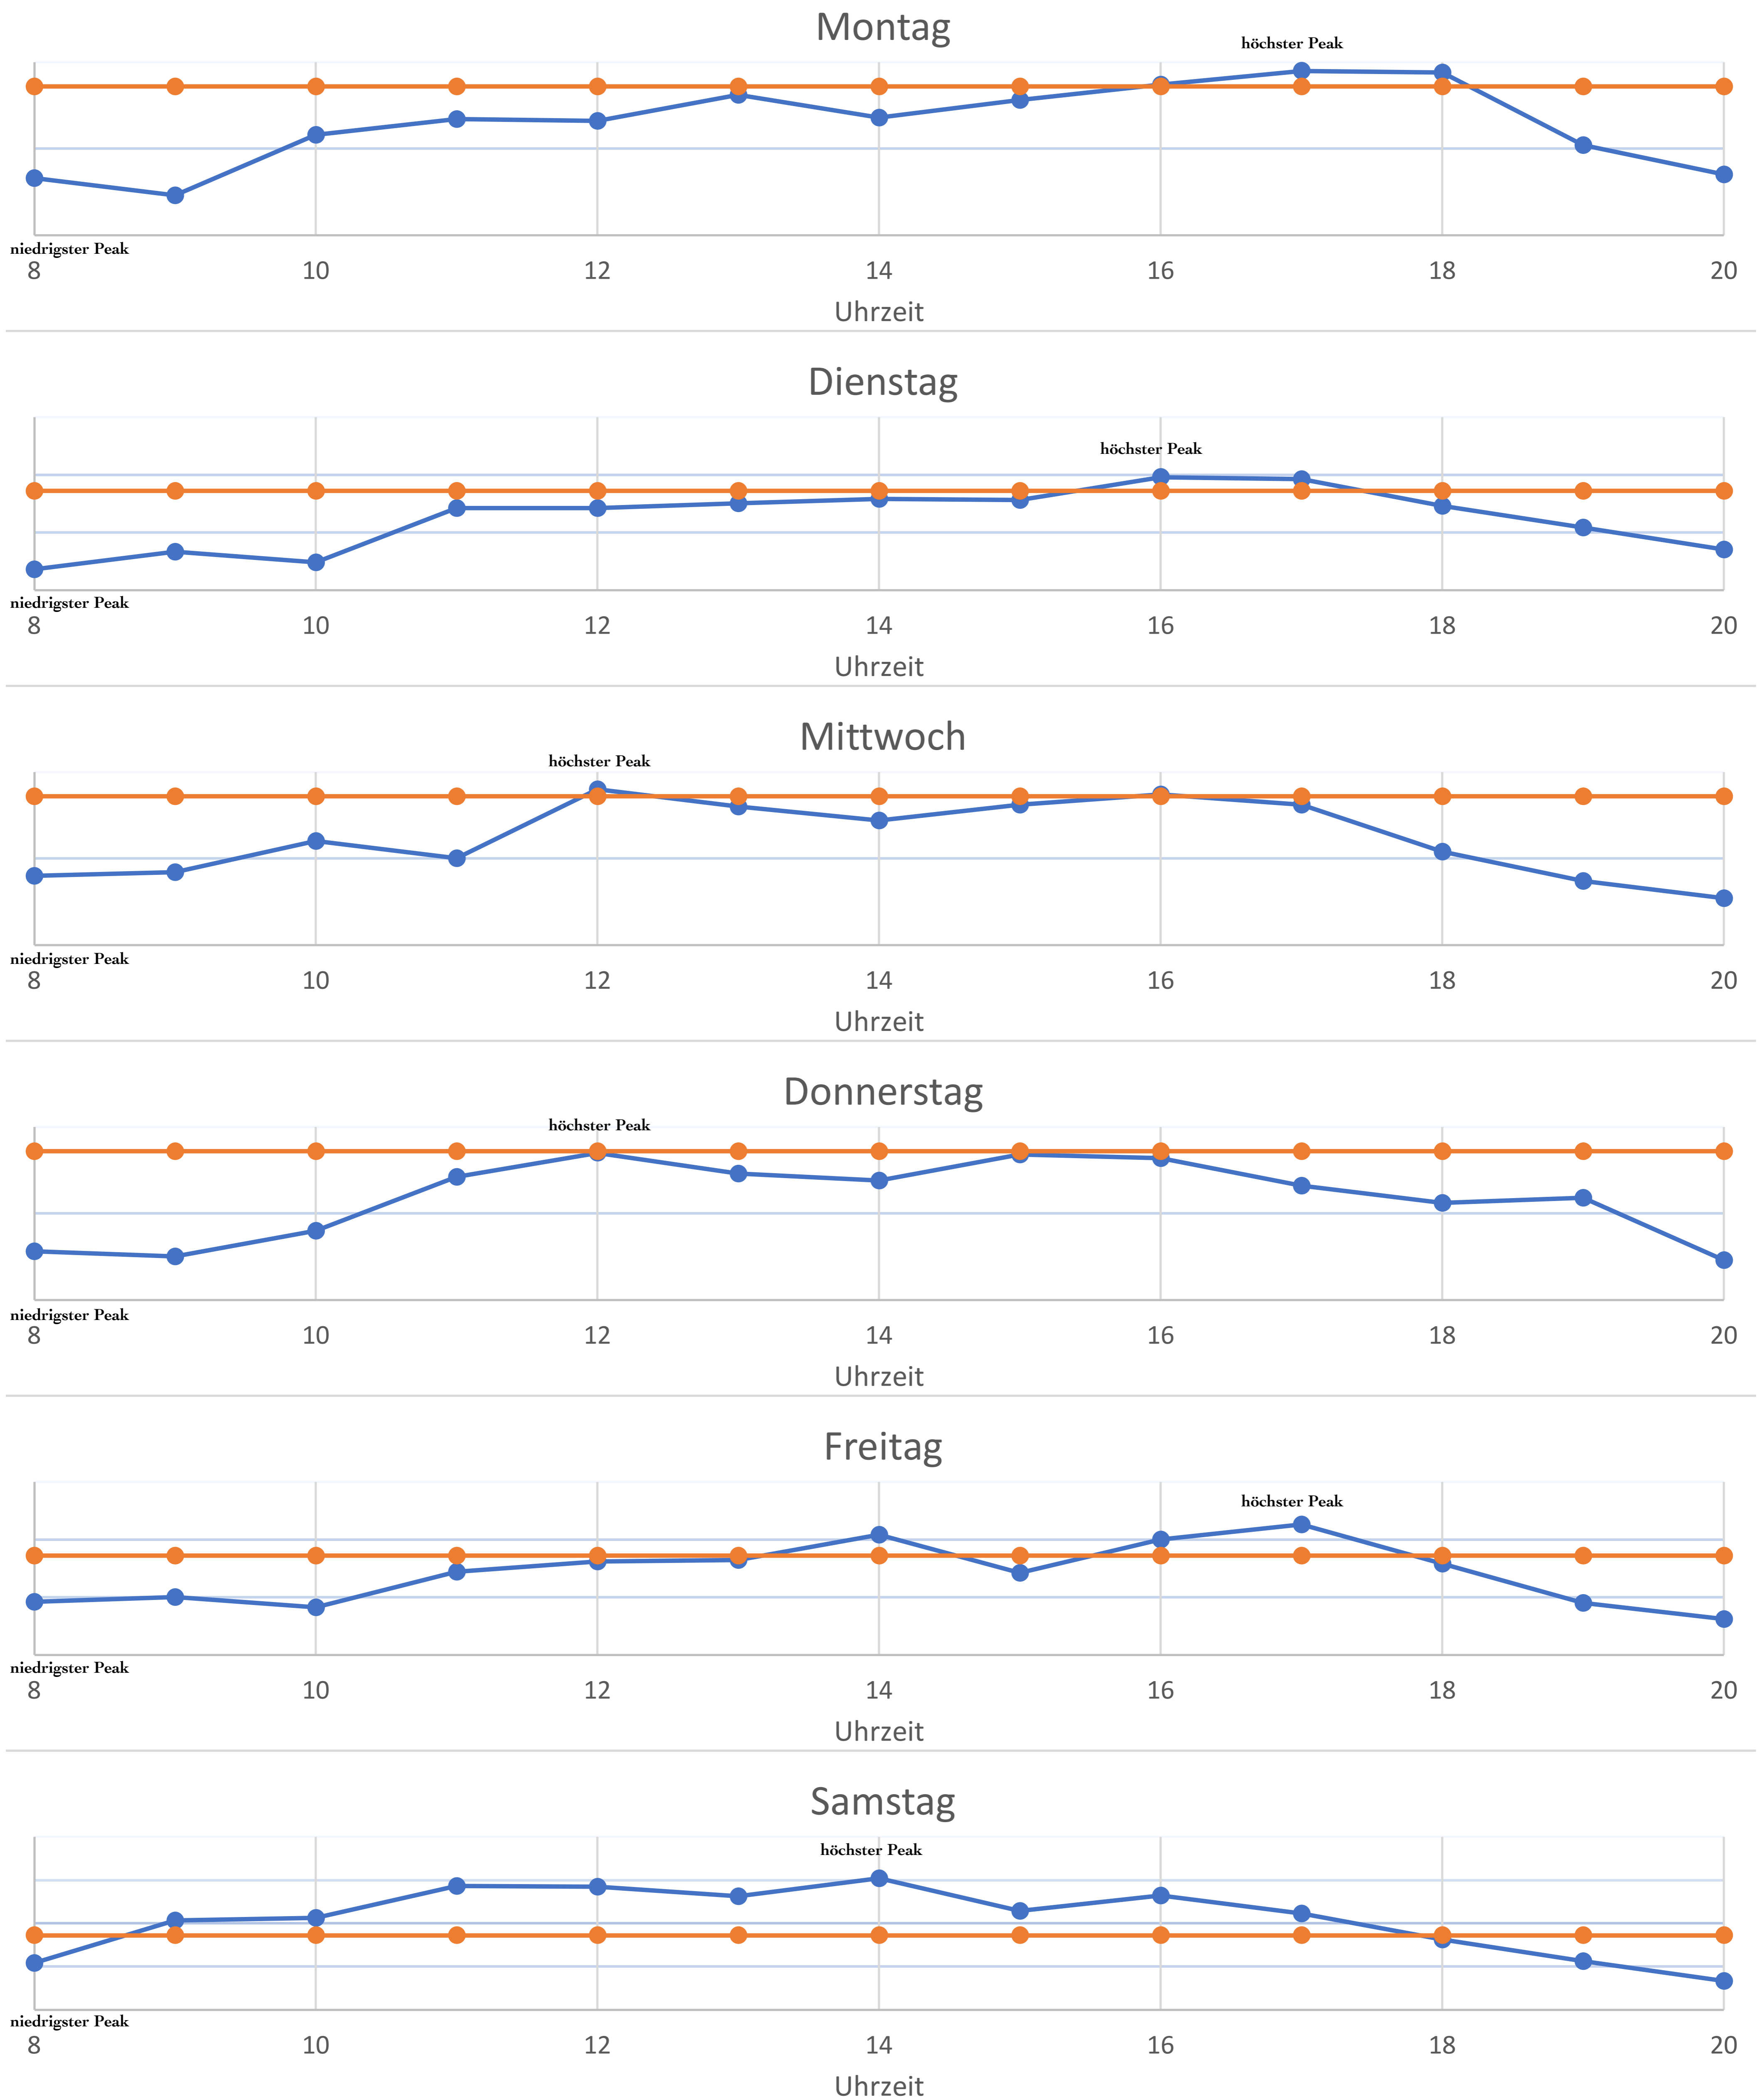 Montag
höchster Peak
niedrigster Peak
8 10 12 14 16 18 20
Uhrzeit
Dienstag
höchster Peak
niedrigster Peak
8 10 12 14 16 18 20
Uhrzeit
Mittwoch
höchster Peak
niedrigster Peak
8 10 12 14 16 18 20
Uhrzeit
Donnerstag
höchster Peak
niedrigster Peak
8 10 12 14 16 18 20
Uhrzeit
Freitag
höchster Peak
niedrigster Peak
8 10 12 14 16 18 20
Uhrzeit
Samstag
höchster Peak
niedrigster Peak
8 10 12 14 16 18 20
Uhrzeit